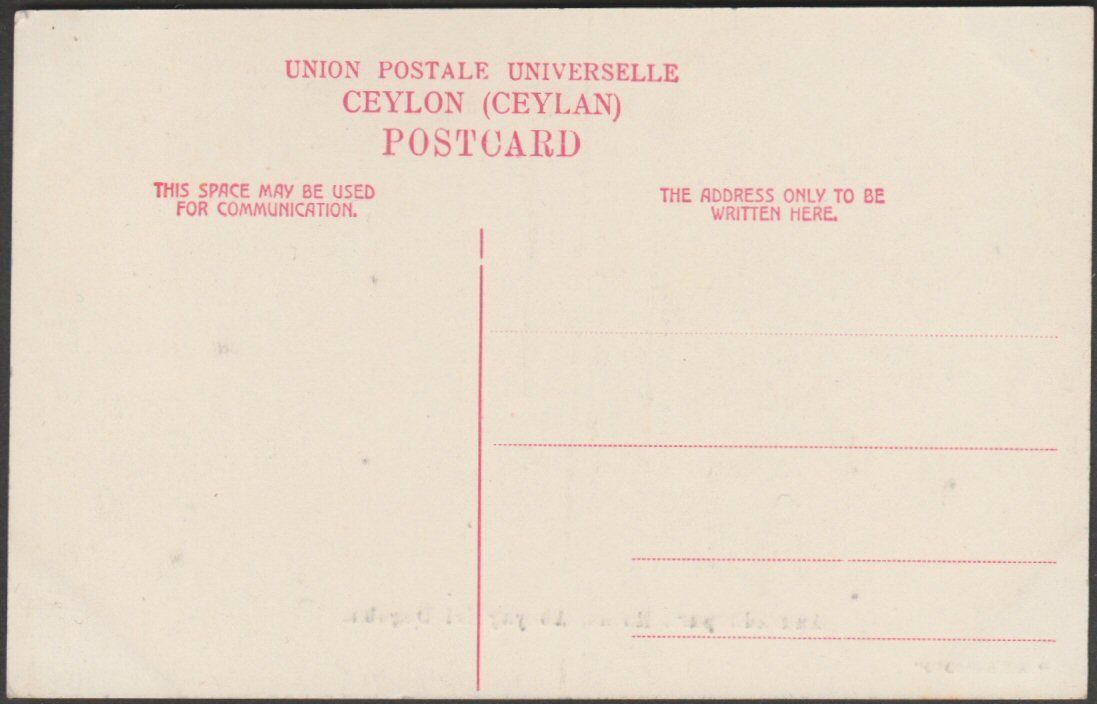 UNION POSTALE UNIVERSELLE
CEYLON (CEYLAN)
POSTCARD
THIS SPACE MAY BE USED
FOR COMMUNICATION.
THE ADDRESS ONLY TO BE
WRITTEN HERE.